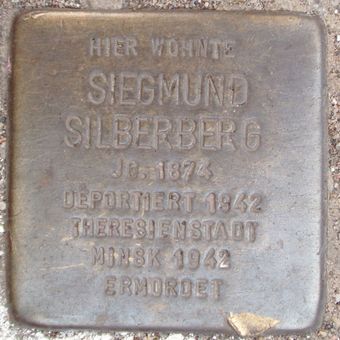 HIER WOHNTE
SIEGMUND
SILBERBERG
JG. 1874
DEPORTIERT 1942
THERESIENSTADT
MINSK 1942
ERMORDET